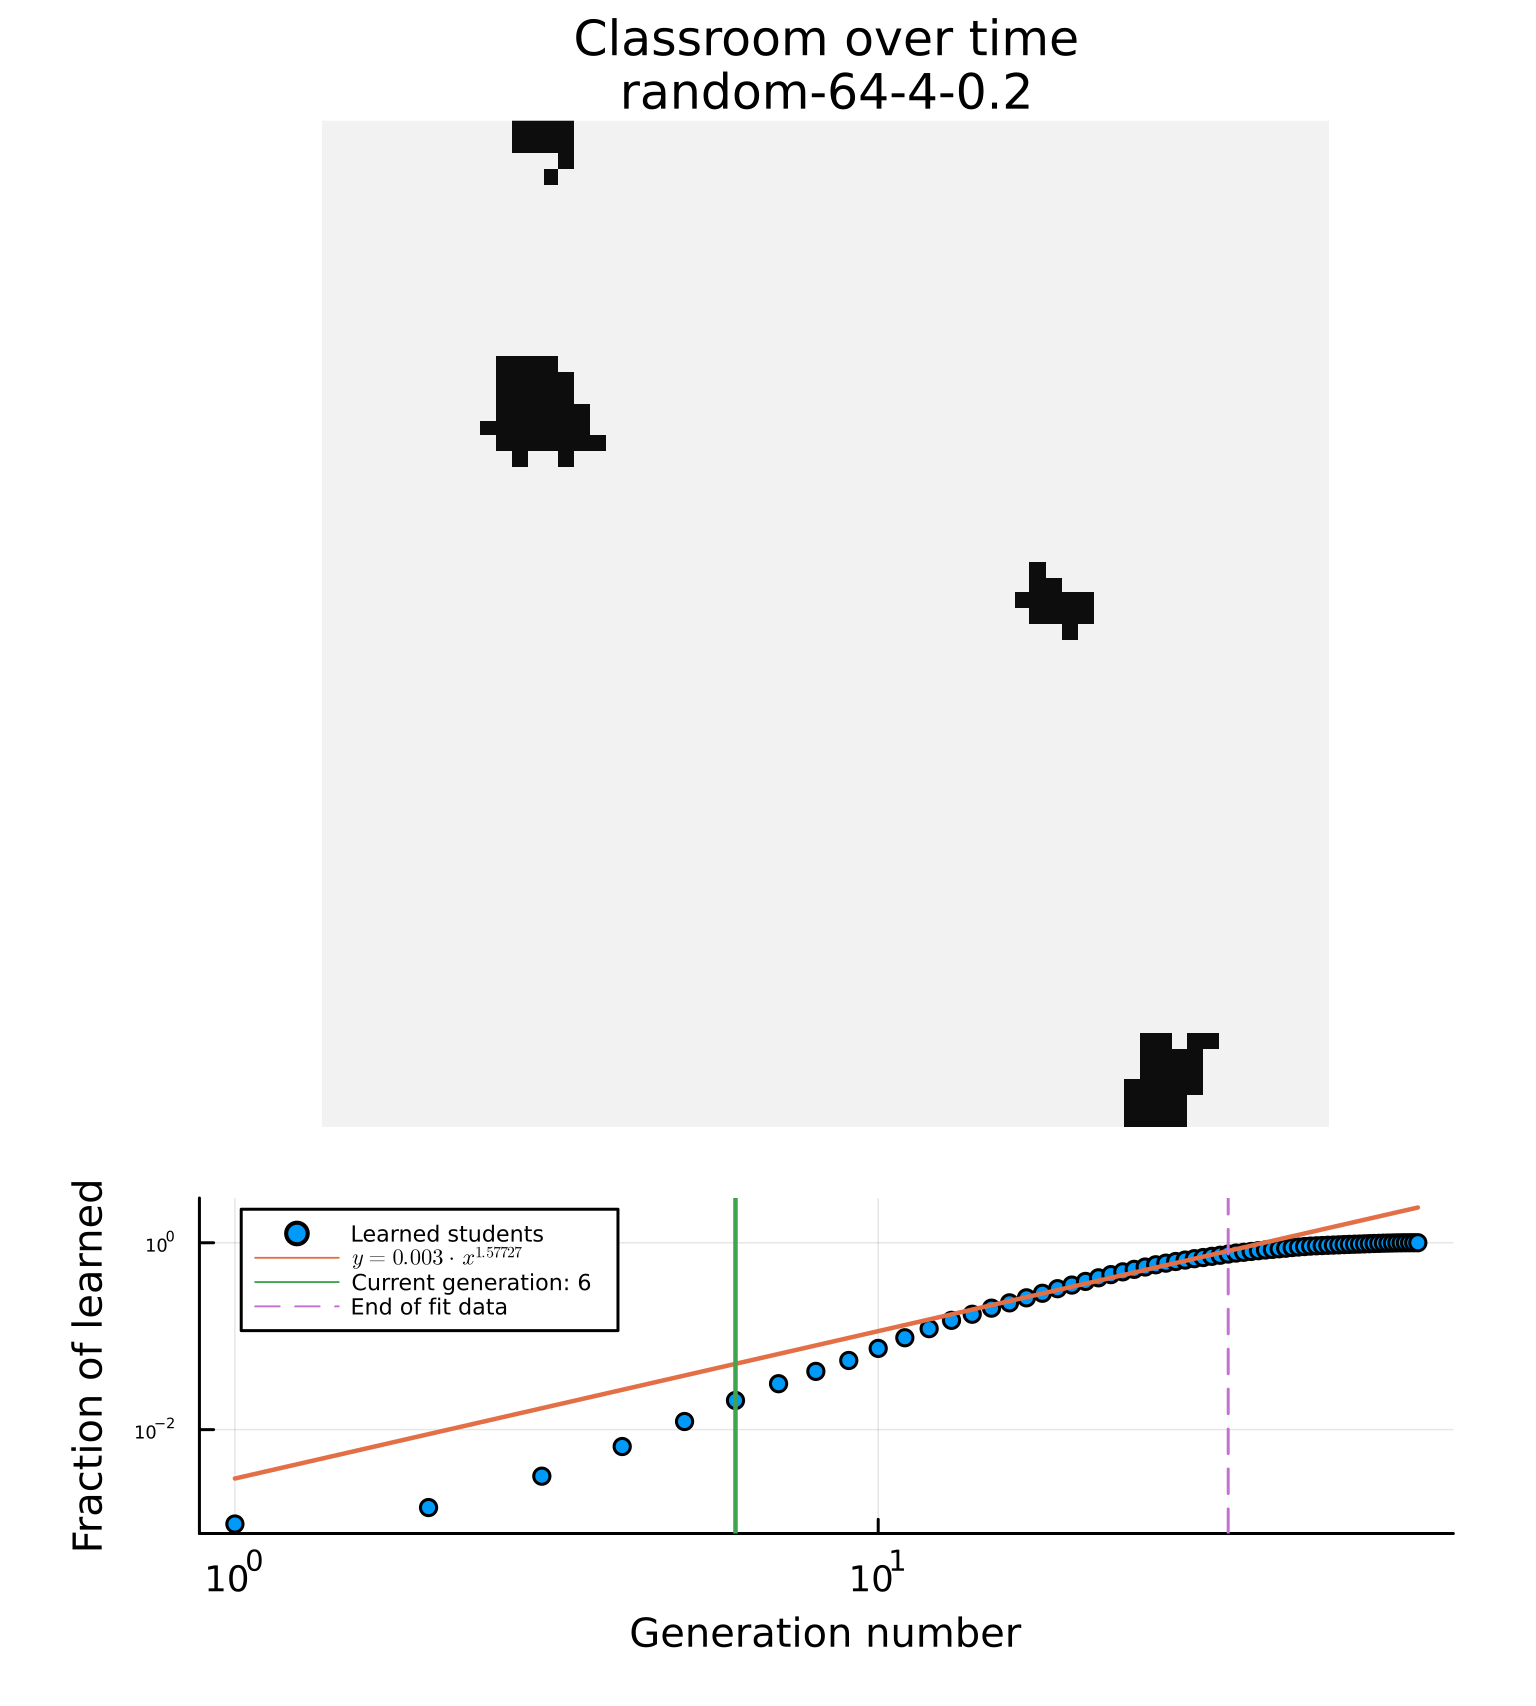 Classroom over time
random-64-4-0.2
Fraction of learned
10^0
10^−2
Learned students
y = 0.003 · x^1.57727
Current generation: 6
End of fit data
10^0
10^1
Generation number